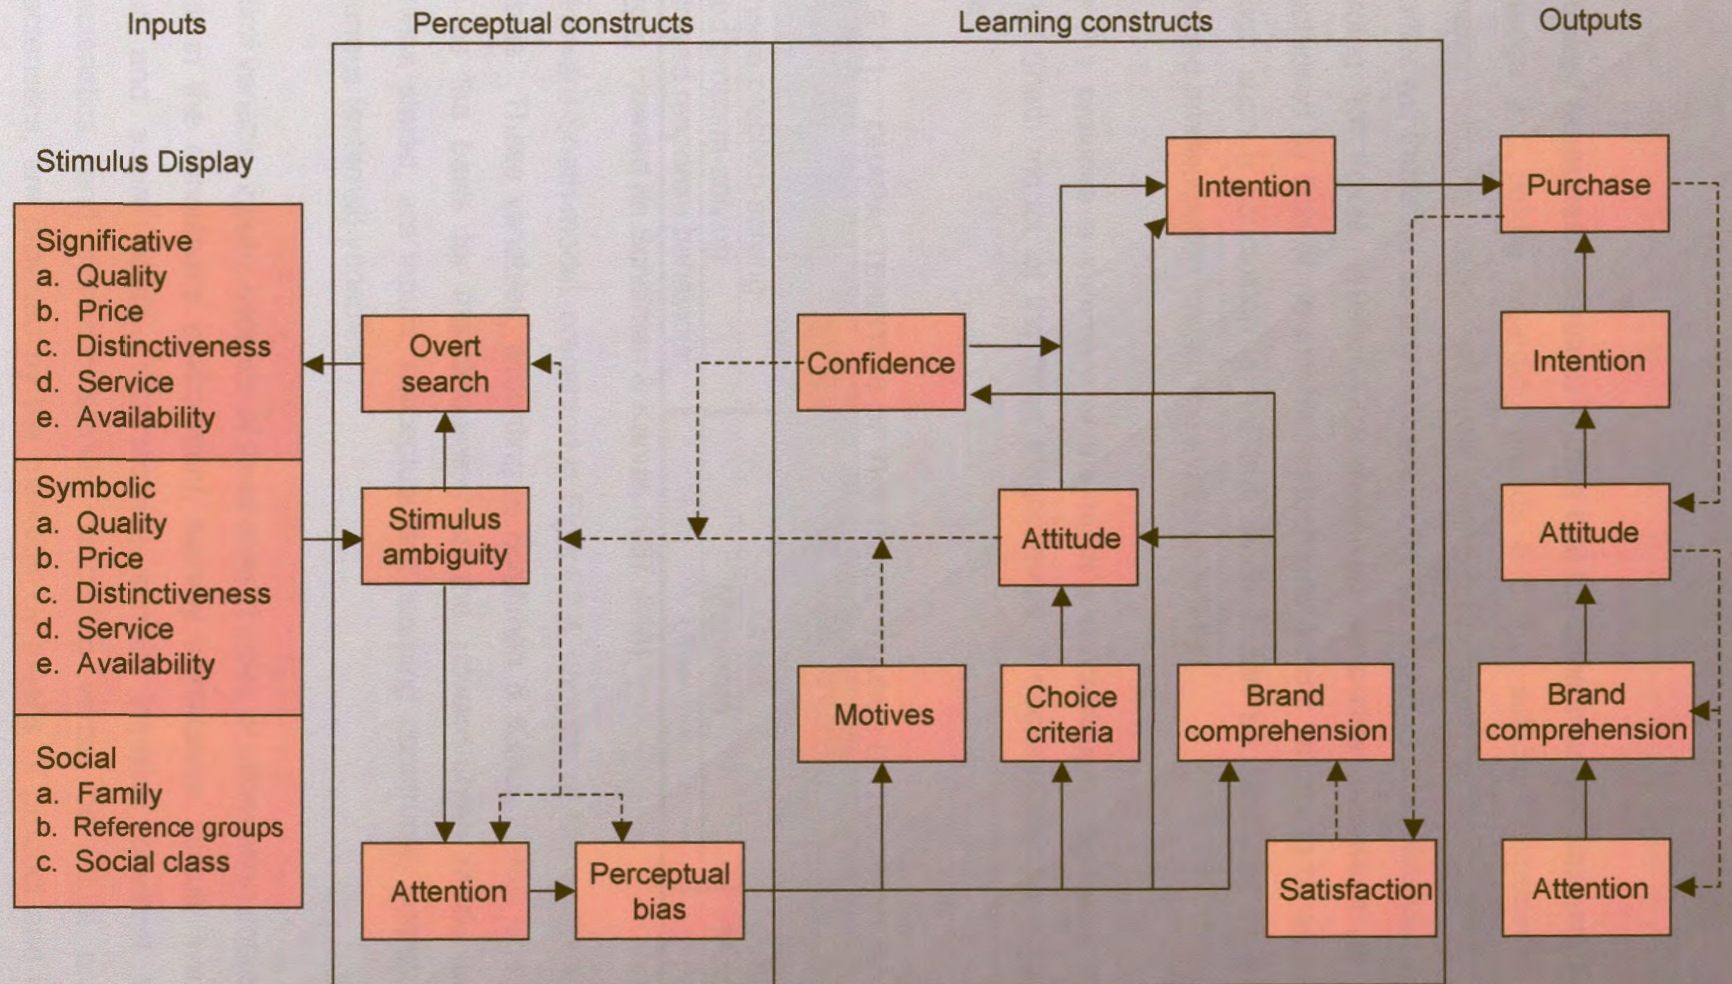 Inputs
Perceptual constructs
Learning constructs
Outputs
Stimulus Display
Significative
a. Quality
b. Price
c. Distinctiveness
d. Service
e. Availability
Symbolic
a. Quality
b. Price
c. Distinctiveness
d. Service
e. Availability
Social
a. Family
b. Reference groups
c. Social class
Overt
search
Stimulus
ambiguity
Attention
Perceptual
bias
Confidence
Motives
Attitude
Choice
criteria
Intention
Brand
comprehension
Satisfaction
Purchase
Intention
Attitude
Brand
comprehension
Attention